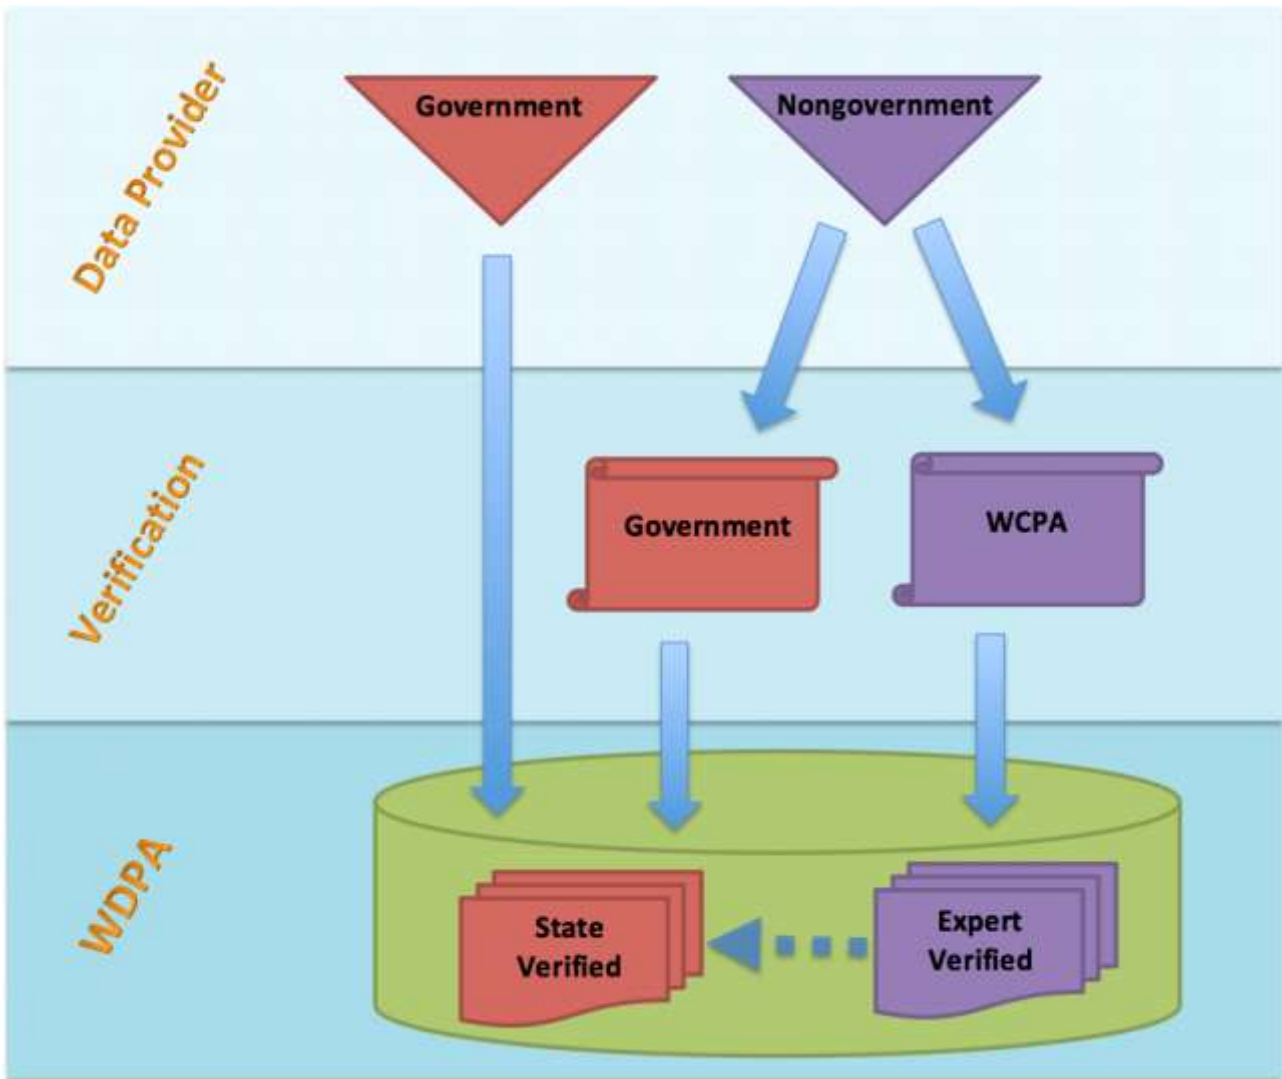 Data Provider
Government
Nongovernment
Verification
Government
WCPA
WDPA
State
Verified
Expert
Verified